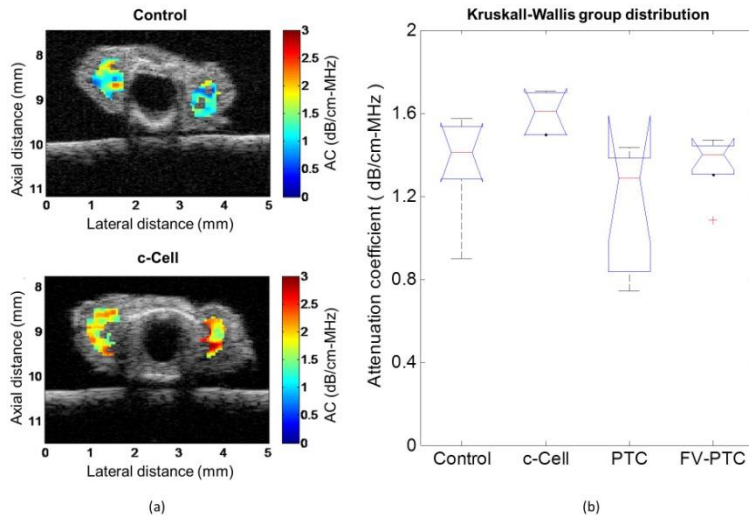 Control
Axial distance (mm)
8
9
10
11
0 1 2 3 4 5
Lateral distance (mm)
3
2.5
2
1.5
1
0.5
0
AC (dB/cm-MHz)
c-Cell
Axial distance (mm)
8
9
10
11
0 1 2 3 4 5
Lateral distance (mm)
3
2.5
2
1.5
1
0.5
0
AC (dB/cm-MHz)
(a)
Kruskall-Wallis group distribution
Attenuation coefficient ( dB/cm-MHz )
2
1.6
1.2
0.8
0.4
0
Control c-Cell PTC FV-PTC
(b)